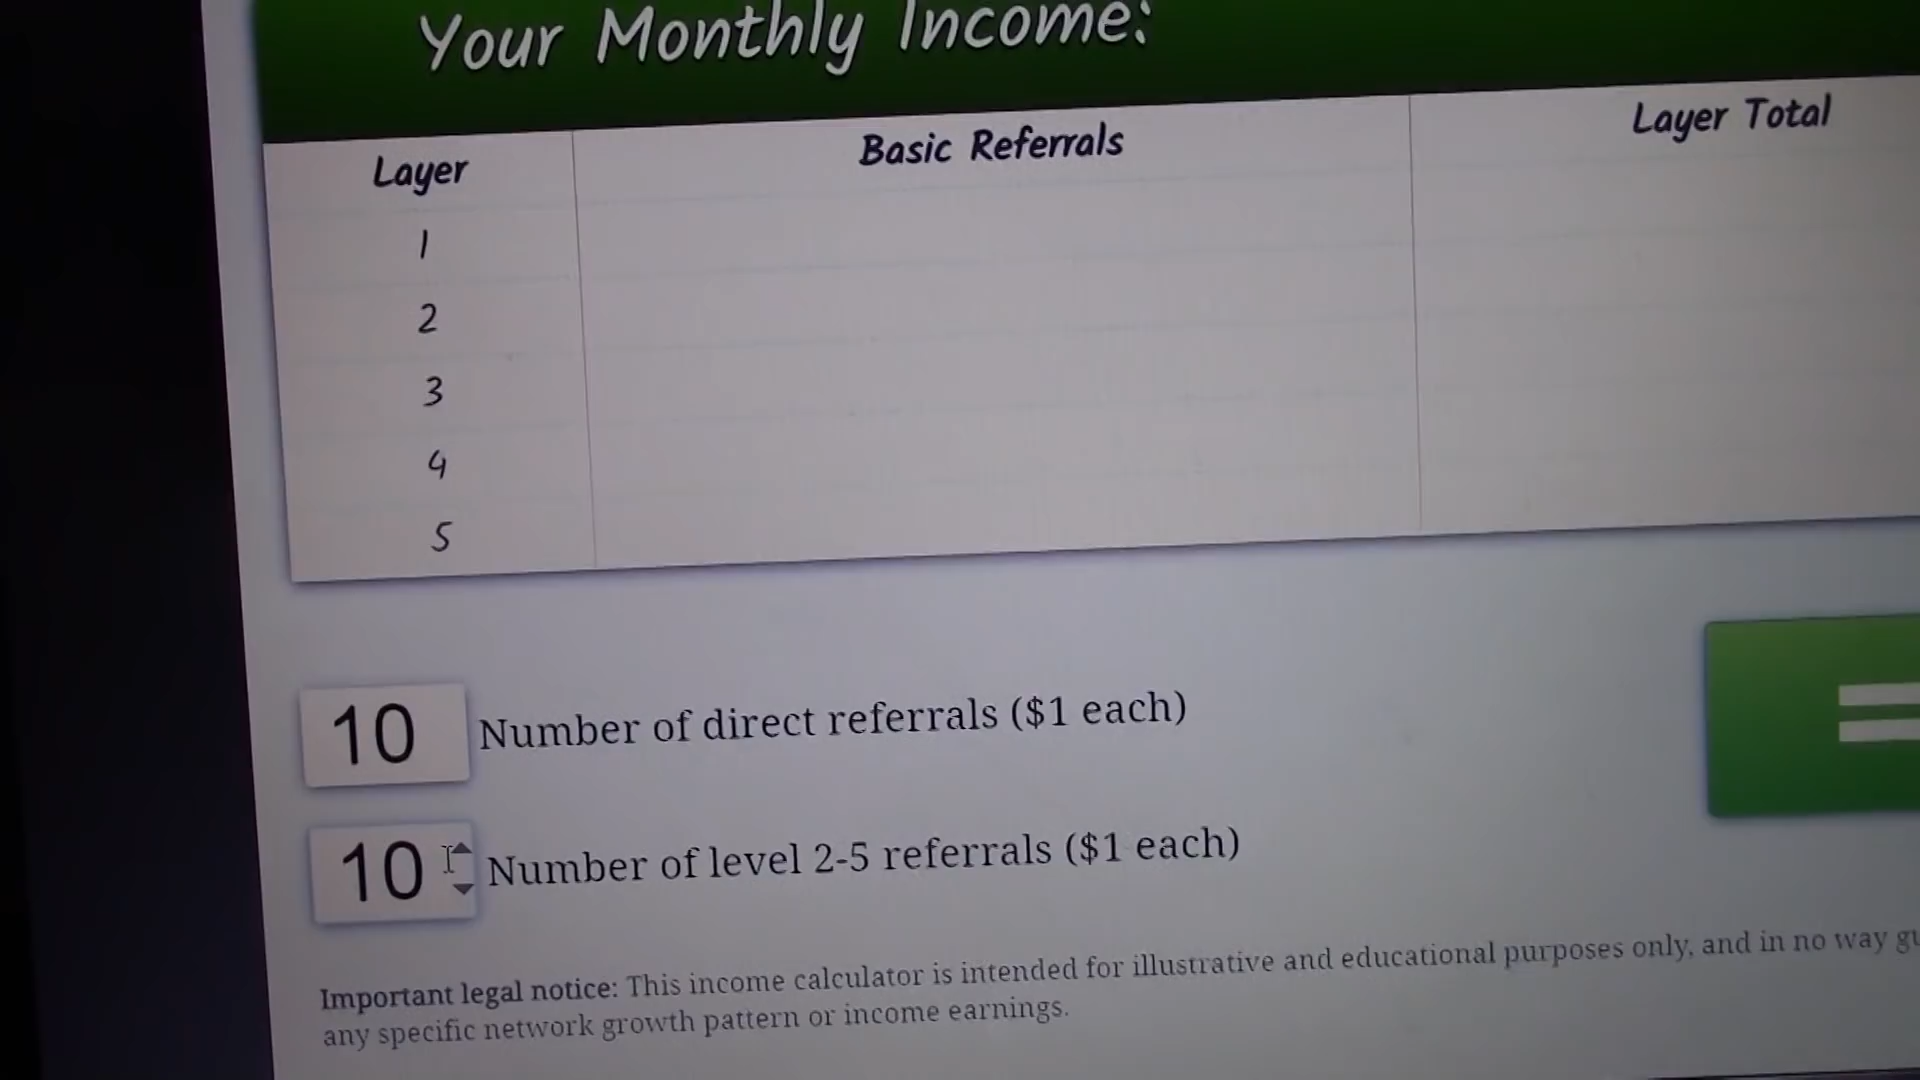 Your Monthly Income:
Layer Basic Referrals Layer Total
1
2
3
4
5
10 Number of direct referrals ($1 each)
10 Number of level 2-5 referrals ($1 each)
Important legal notice: This income calculator is intended for illustrative and educational purposes only, and in no way
any specific network growth pattern or income earnings.